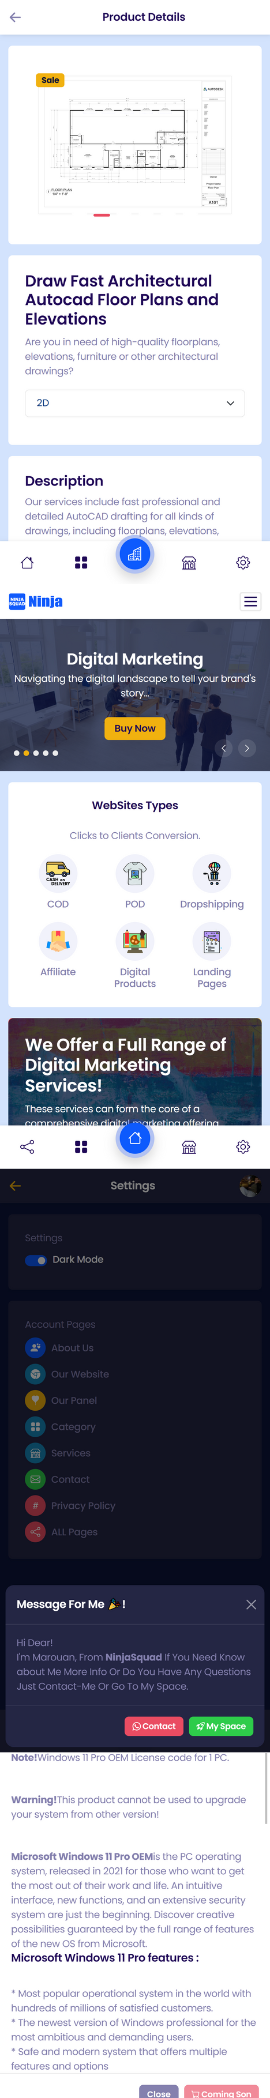 Product Details
Sale
AUTODESK
FLOOR PLAN
A101
Draw Fast Architectural
Autocad Floor Plans and
Elevations
Are you in need of high-quality floorplans,
elevations, furniture or other architectural
drawings?
2D
Description
Our services include fast professional and
detailed AutoCAD drafting for all kinds of
drawings, including floorplans, elevations,
NINJA
SQUAD
Ninja
Digital Marketing
Navigating the digital landscape to tell your brand's
story...
Buy Now
WebSites Types
Clicks to Clients Conversion.
CASH ON
DELIVERY
COD
POD
Dropshipping
Affiliate
Digital
Products
Landing
Pages
We Offer a Full Range of
Digital Marketing
Services!
These services can form the core of a
comprehensive digital marketing offering
Settings
Settings
Dark Mode
Account Pages
About Us
Our Website
Our Panel
Category
Services
Contact
# Privacy Policy
ALL Pages
Message For Me 🎉 !
Hi Dear!
I'm Marouan, From NinjaSquad If You Need Know
about Me More Info Or Do You Have Any Questions
Just Contact-Me Or Go To My Space.
Contact
My Space
Note!Windows 11 Pro OEM License code for 1 PC.
Warning!This product cannot be used to upgrade
your system from other version!
Microsoft Windows 11 Pro OEMis the PC operating
system, released in 2021 for those who want to get
the most out of their work and life. An intuitive
interface, new functions, and an extensive security
system are just the beginning. Discover creative
possibilities guaranteed by the full range of features
of the new OS from Microsoft.
Microsoft Windows 11 Pro features :
* Most popular operational system in the world with
hundreds of millions of satisfied customers.
* The newest version of Windows professional for the
most ambitious and demanding users.
* Safe and modern system that offers multiple
features and options
Close
Coming Son